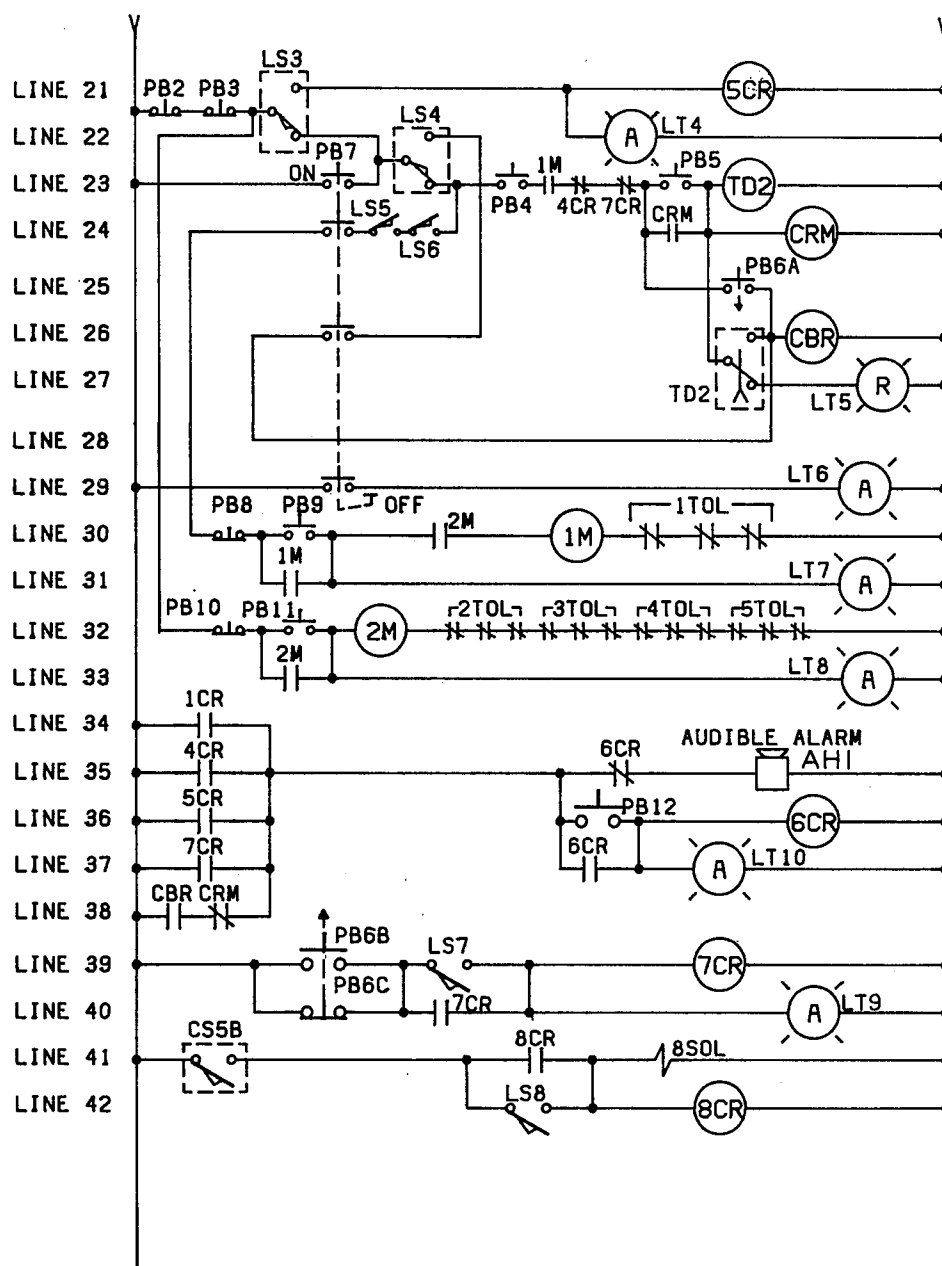 LS3
LINE 21 PB2 PB3 5CR
LS4
LINE 22 A LT4
PB7
ON 1M PB5
LINE 23 TD2
PB4 4CR 7CR
LS5 CRM
LINE 24 CRM
LS6
PB6A
LINE 25
LINE 26 CBR
LINE 27 TD2 R
LT5
LINE 28
LINE 29 LT6 A
OFF
PB8 PB9 1TOL
LINE 30 2M 1M
1M
LINE 31 LT7 A
PB10 PB11 2TOL 3TOL 4TOL 5TOL
LINE 32 2M
2M
LINE 33 LT8 A
1CR
LINE 34
AUDIBLE ALARM
4CR 6CR AH1
LINE 35
5CR
LINE 36 PB12 6CR
7CR 6CR
LINE 37 A LT10
CBR CRM
LINE 38
PB6B
LS7
LINE 39 7CR
PB6C
7CR
LINE 40 A LT9
CS5B 8CR
LINE 41 8SOL
LS8
LINE 42 8CR